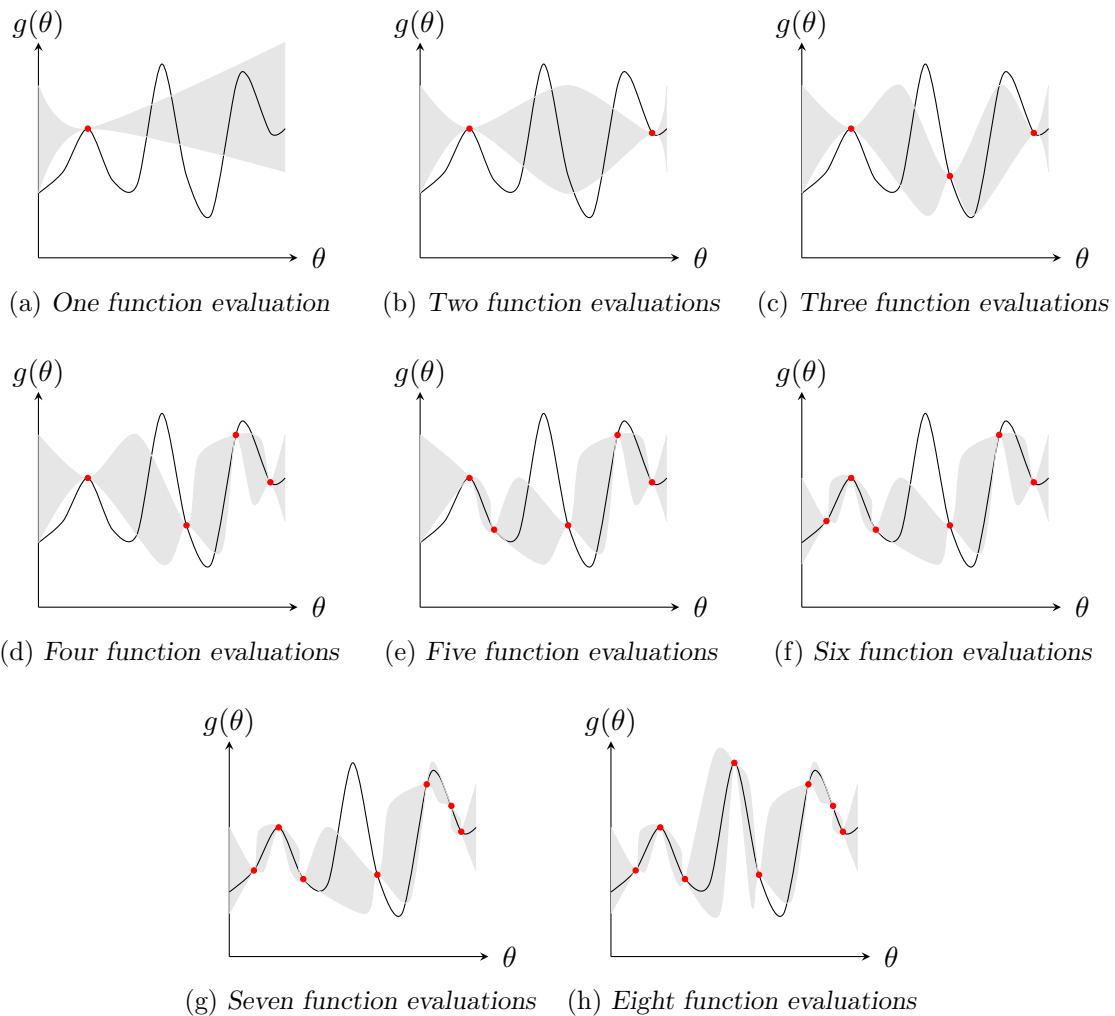 g(θ) g(θ) g(θ)
θ θ θ
(a) One function evaluation (b) Two function evaluations (c) Three function evaluations
g(θ) g(θ) g(θ)
θ θ θ
(d) Four function evaluations (e) Five function evaluations (f) Six function evaluations
g(θ) g(θ)
θ θ
(g) Seven function evaluations (h) Eight function evaluations